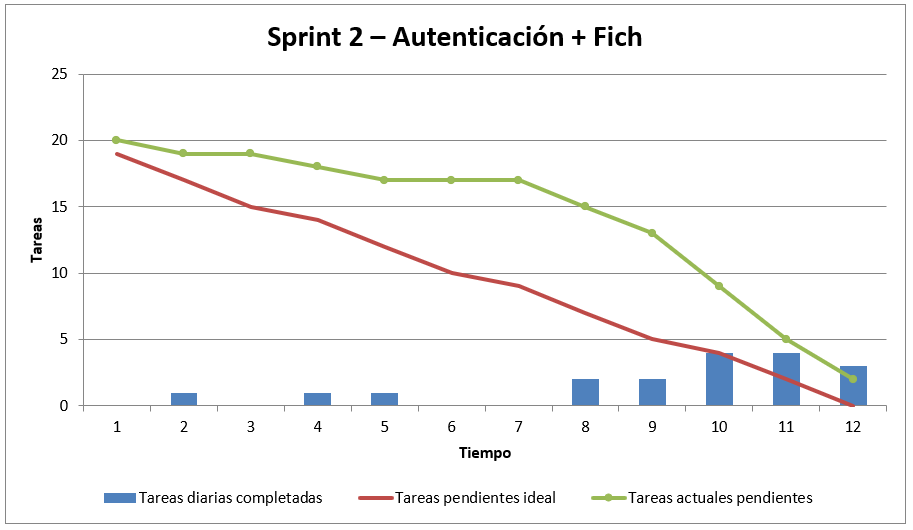 Sprint 2 – Autenticación + Fich
25
20
15
10
5
0
Tareas
1 2 3 4 5 6 7 8 9 10 11 12
Tiempo
Tareas diarias completadas Tareas pendientes ideal Tareas actuales pendientes